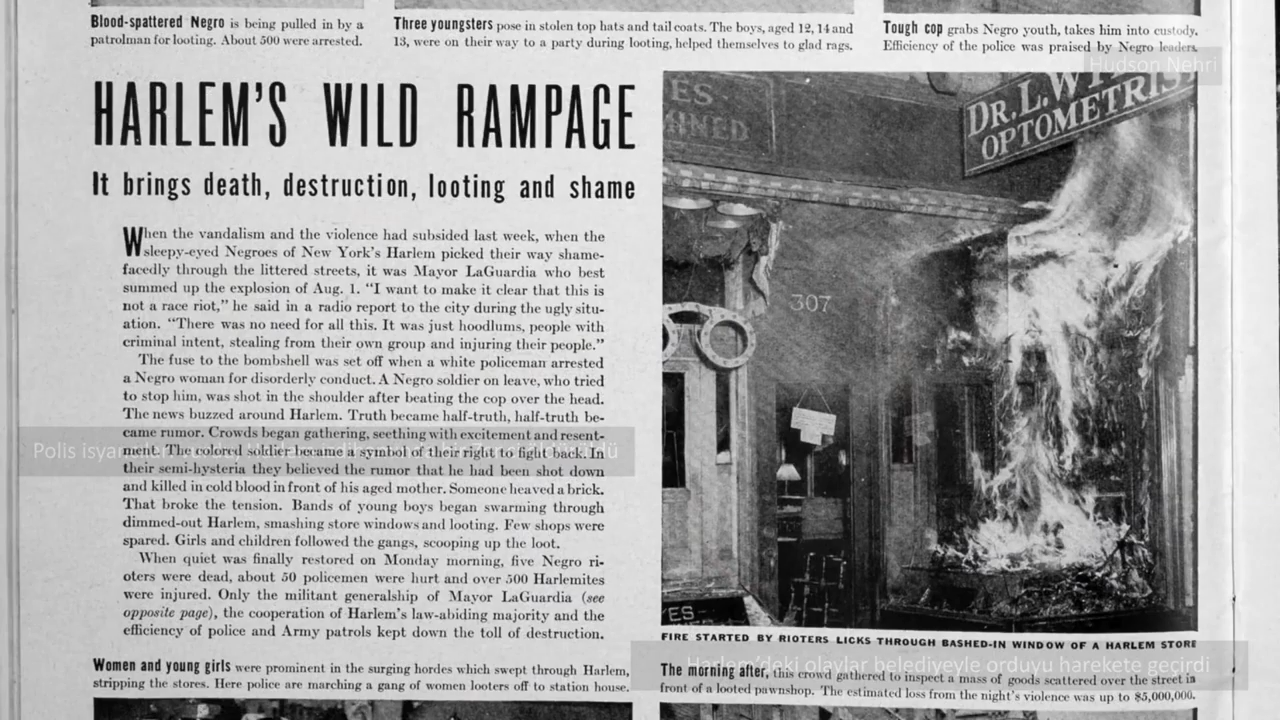 Blood-spattered Negro is being pulled in by a
patrolman for looting. About 500 were arrested.
Three youngsters pose in stolen top hats and tail coats. The boys, aged 12, 14 and
13, were on their way to a party during looting, helped themselves to glad rags.
Tough cop grabs Negro youth, takes him into custody.
Efficiency of the police was praised by Negro leaders.
Hudson Nehri
HARLEM'S WILD RAMPAGE
It brings death, destruction, looting and shame
When the vandalism and the violence had subsided last week, when the
sleepy-eyed Negroes of New York's Harlem picked their way shame-
facedly through the littered streets, it was Mayor LaGuardia who best
summed up the explosion of Aug. 1. "I want to make it clear that this is
not a race riot," he said in a radio report to the city during the ugly situ-
ation. "There was no need for all this. It was just hoodlums, people with
criminal intent, stealing from their own group and injuring their people."
The fuse to the bombshell was set off when a white policeman arrested
a Negro woman for disorderly conduct. A Negro soldier on leave, who tried
to stop him, was shot in the shoulder after beating the cop over the head.
The news buzzed around Harlem. Truth became half-truth, half-truth be-
came rumor. Crowds began gathering, seething with excitement and resent-
ment. The colored soldier became a symbol of their right to fight back. In
their semi-hysteria they believed the rumor that he had been shot down
and killed in cold blood in front of his aged mother. Someone heaved a brick.
That broke the tension. Bands of young boys began swarming through
dimmed-out Harlem, smashing store windows and looting. Few shops were
spared. Girls and children followed the gangs, scooping up the loot.
When quiet was finally restored on Monday morning, five Negro ri-
oters were dead, about 50 policemen were hurt and over 500 Harlemites
were injured. Only the militant generalship of Mayor LaGuardia (see
opposite page), the cooperation of Harlem's law-abiding majority and the
efficiency of police and Army patrols kept down the toll of destruction.
Polis isyan
DR. L. W
OPTOMETRIS
307
FIRE STARTED BY RIOTERS LICKS THROUGH BASHED-IN WINDOW OF A HARLEM STORE
Harlem'deki olaylar belediyeyle orduyu harekete geçirdi
Women and young girls were prominent in the surging hordes which swept through Harlem,
stripping the stores. Here police are marching a gang of women looters off to station house.
The morning after, this crowd gathered to inspect a mass of goods scattered over the street in
front of a looted pawnshop. The estimated loss from the night's violence was up to $5,000,000.